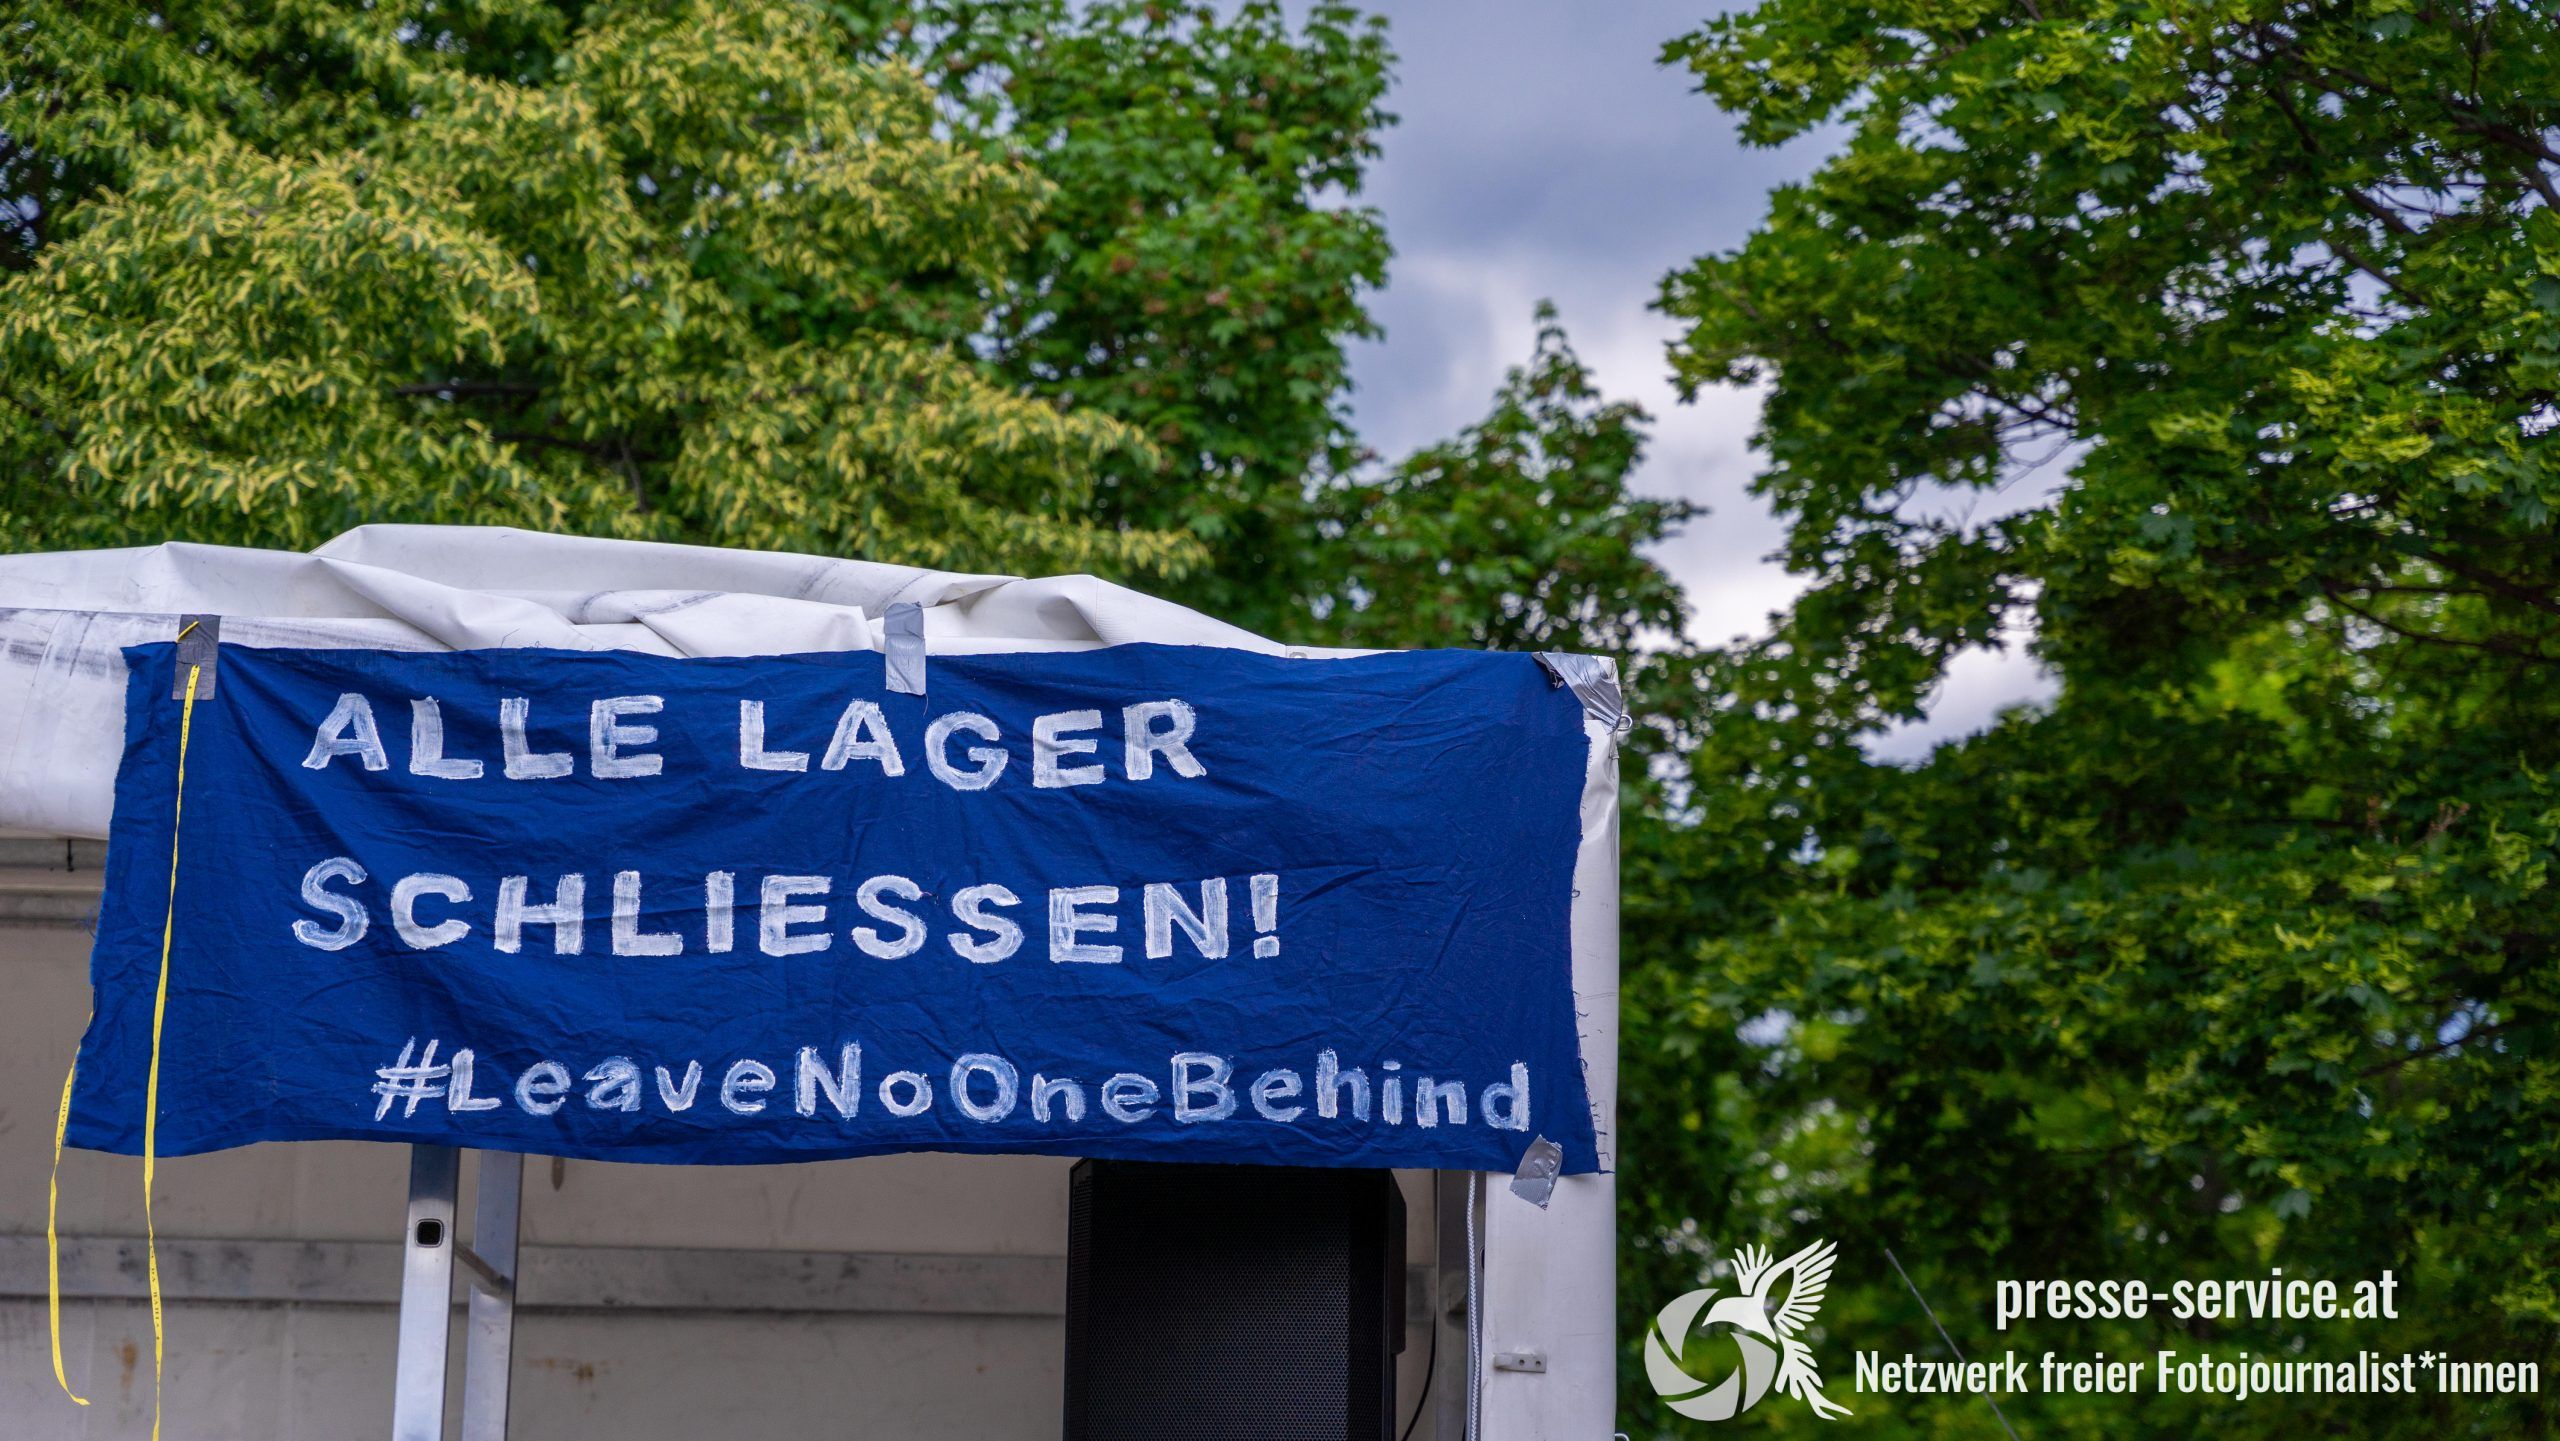 ALLE LAGER
SCHLIESSEN!
#LeaveNoOneBehind
presse-service.at
Netzwerk freier Fotojournalist*innen